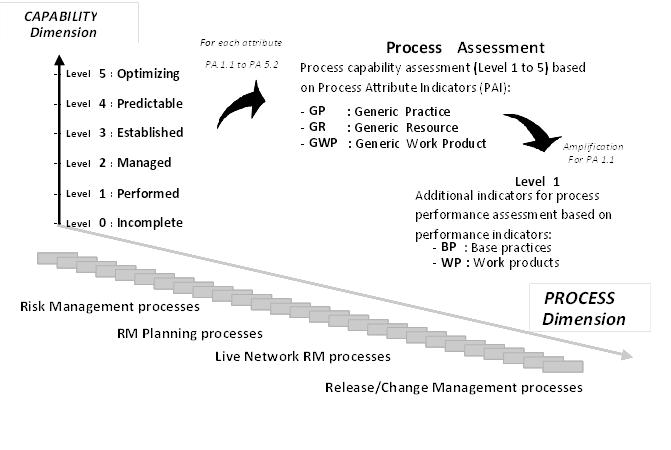 CAPABILITY
Dimension
Level 5 : Optimizing
Level 4 : Predictable
Level 3 : Established
Level 2 : Managed
Level 1 : Performed
Level 0 : Incomplete
For each attribute
PA.1.1 to PA 5.2
Process Assessment
Process capability assessment (Level 1 to 5) based
on Process Attribute Indicators (PAI):
- GP : Generic Practice
- GR : Generic Resource
- GWP : Generic Work Product
Amplification
For PA 1.1
Level 1
Additional indicators for process
performance assessment based on
performance indicators:
- BP : Base practices
- WP : Work products
PROCESS
Dimension
Risk Management processes
RM Planning processes
Live Network RM processes
Release/Change Management processes